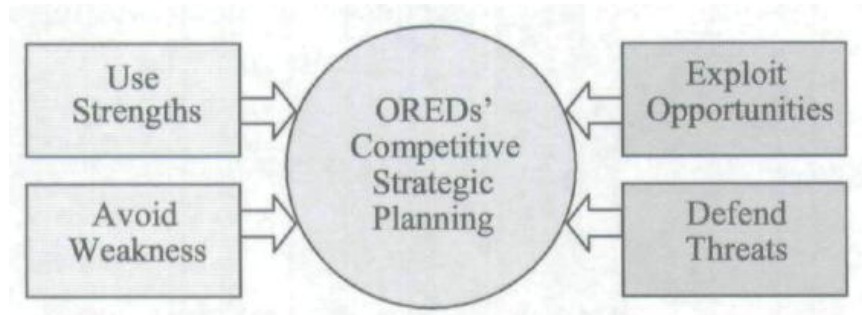 Use
Strengths
Avoid
Weakness
OREDs'
Competitive
Strategic
Planning
Exploit
Opportunities
Defend
Threats